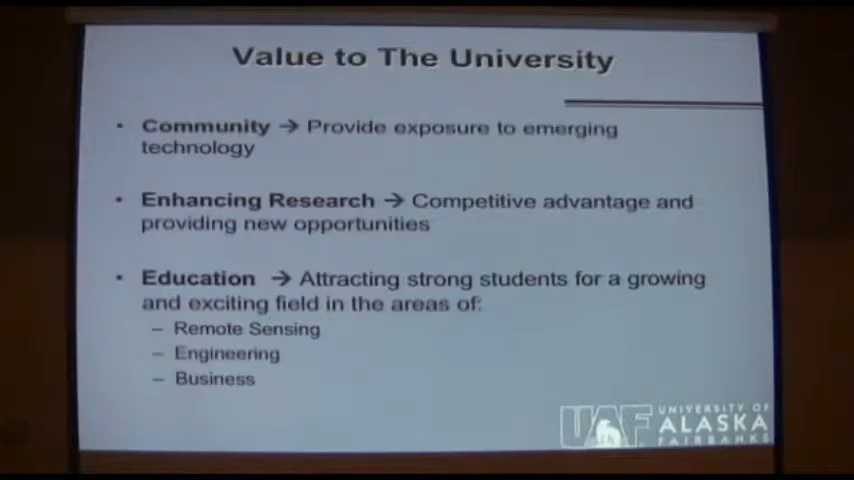 Value to The University
• Community → Provide exposure to emerging
technology
• Enhancing Research → Competitive advantage and
providing new opportunities
• Education → Attracting strong students for a growing
and exciting field in the areas of:
– Remote Sensing
– Engineering
– Business
UAF UNIVERSITY OF
ALASKA
FAIRBANKS